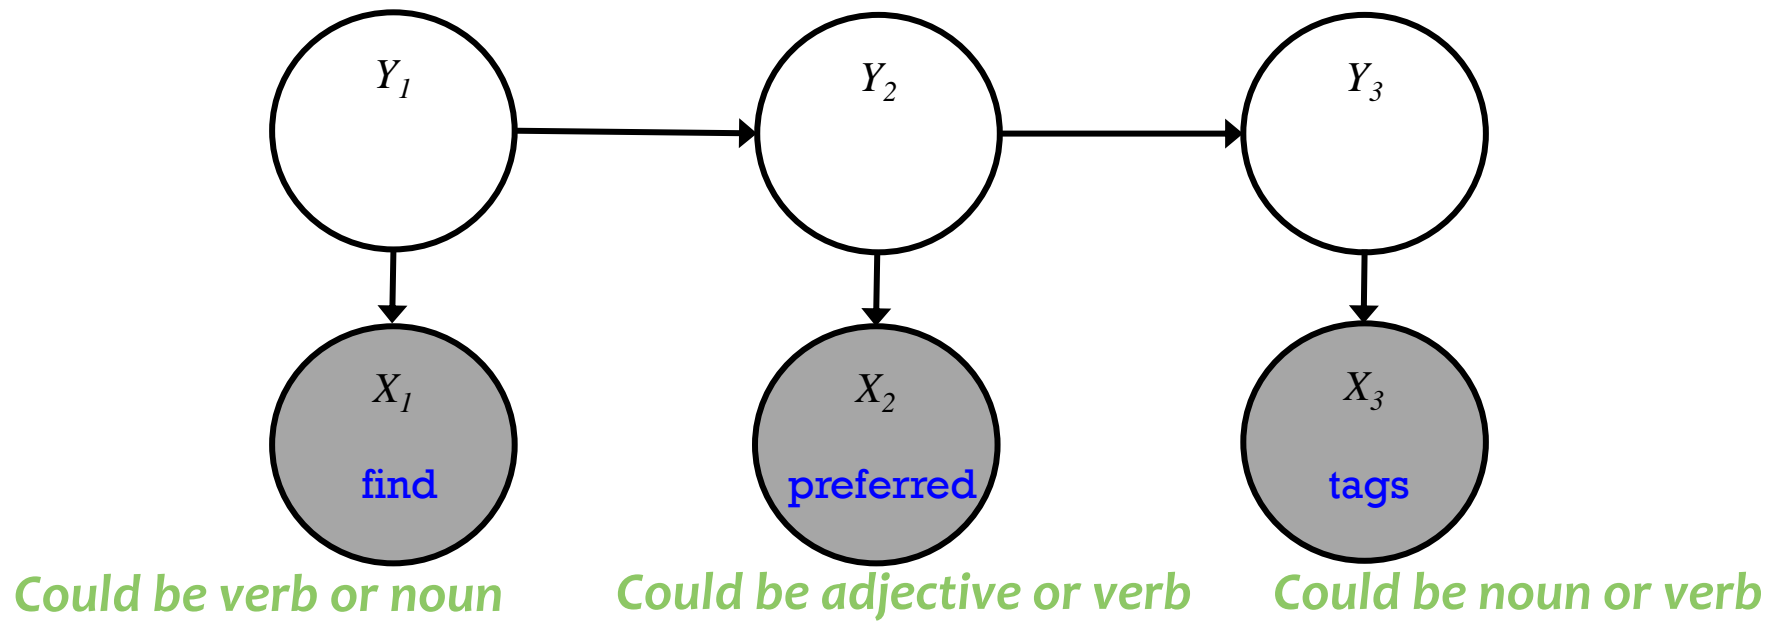 Y1 Y2 Y3
X1 X2 X3
find preferred tags
Could be verb or noun Could be adjective or verb Could be noun or verb